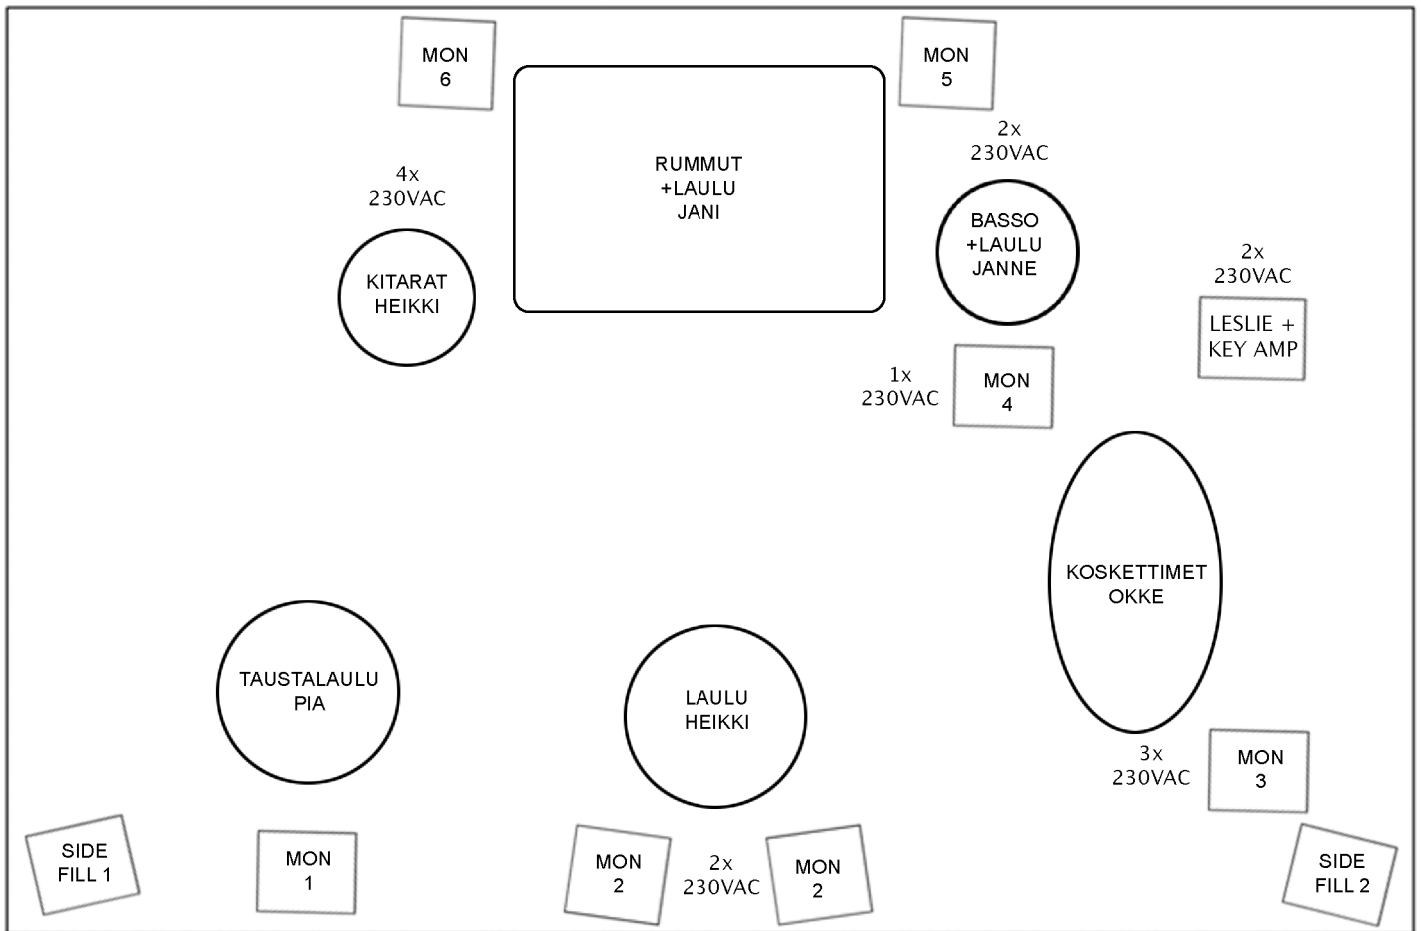 MON
6
MON
5
RUMMUT
+LAULU
JANI
2x
230VAC
4x
230VAC
BASSO
+LAULU
JANNE
KITARAT
HEIKKI
2x
230VAC
LESLIE +
KEY AMP
1x
230VAC
MON
4
KOSKETTIMET
OKKE
TAUSTALAULU
PIA
LAULU
HEIKKI
3x
230VAC
MON
3
SIDE
FILL 1
MON
1
MON
2
2x
230VAC
MON
2
SIDE
FILL 2